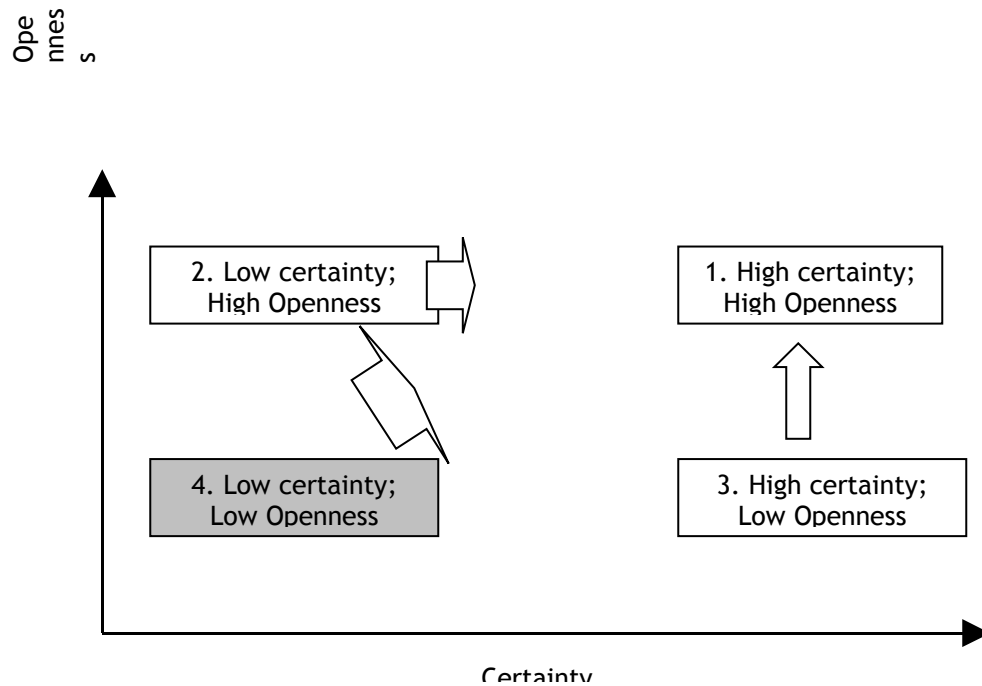 Ope
nnes
s
2. Low certainty;
High Openness
1. High certainty;
High Openness
4. Low certainty;
Low Openness
3. High certainty;
Low Openness
Certainty